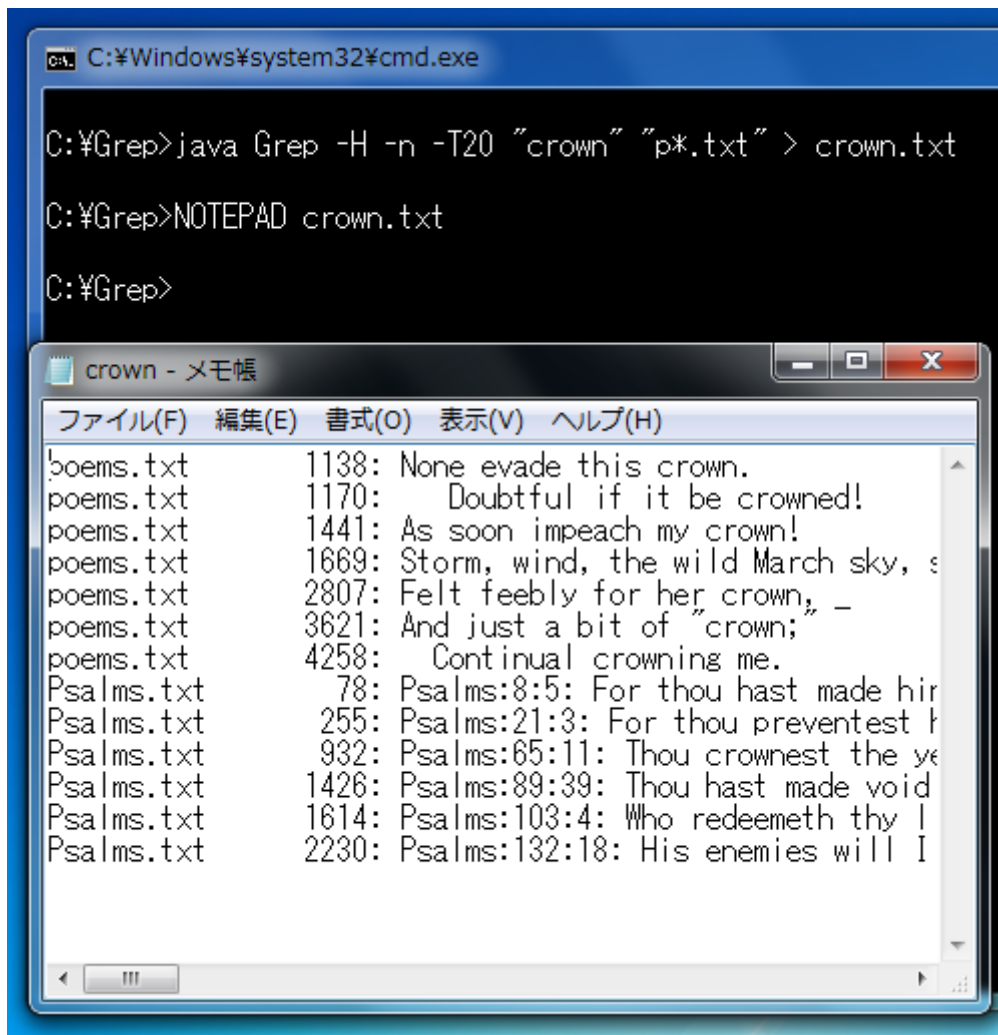 C:¥Windows¥system32¥cmd.exe
C:¥Grep>java Grep -H -n -T20 "crown" "p*.txt" > crown.txt
C:¥Grep>NOTEPAD crown.txt
C:¥Grep>
crown - メモ帳
ファイル(F) 編集(E) 書式(O) 表示(V) ヘルプ(H)
poems.txt 1138: None evade this crown.
poems.txt 1170: Doubtful if it be crowned!
poems.txt 1441: As soon impeach my crown!
poems.txt 1669: Storm, wind, the wild March sky,
poems.txt 2807: Felt feebly for her crown, _
poems.txt 3621: And just a bit of "crown;"
poems.txt 4258: Continual crowning me.
Psalms.txt 78: Psalms:8:5: For thou hast made
Psalms.txt 255: Psalms:21:3: For thou preventest
Psalms.txt 932: Psalms:65:11: Thou crownest the
Psalms.txt 1426: Psalms:89:39: Thou hast made void
Psalms.txt 1614: Psalms:103:4: Who redeemeth thy
Psalms.txt 2230: Psalms:132:18: His enemies will I